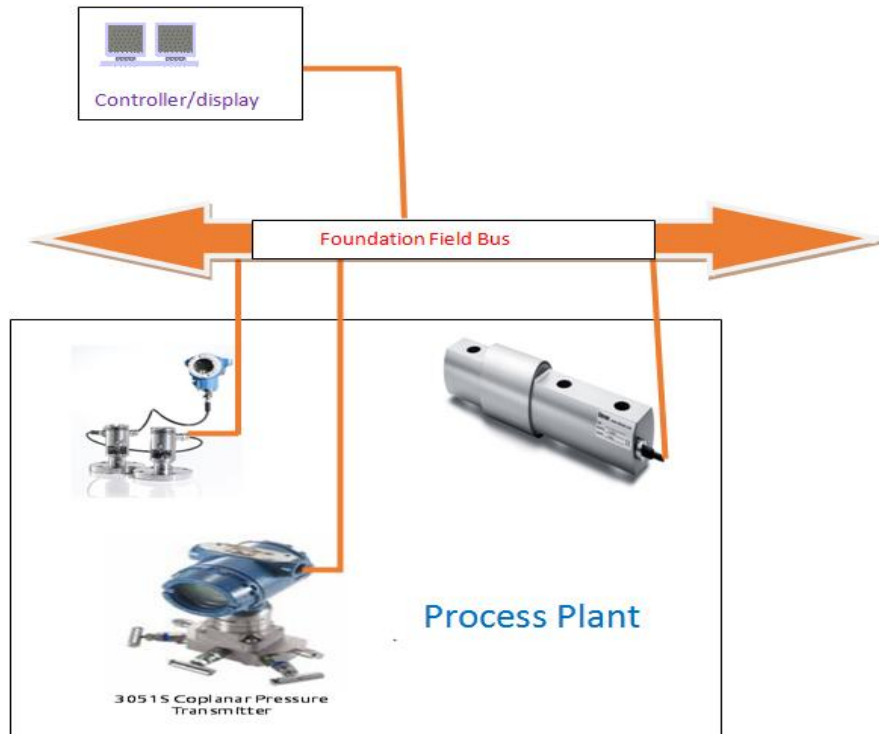 Controller/display
Foundation Field Bus
Process Plant
3051S Coplanar Pressure
Transmitter